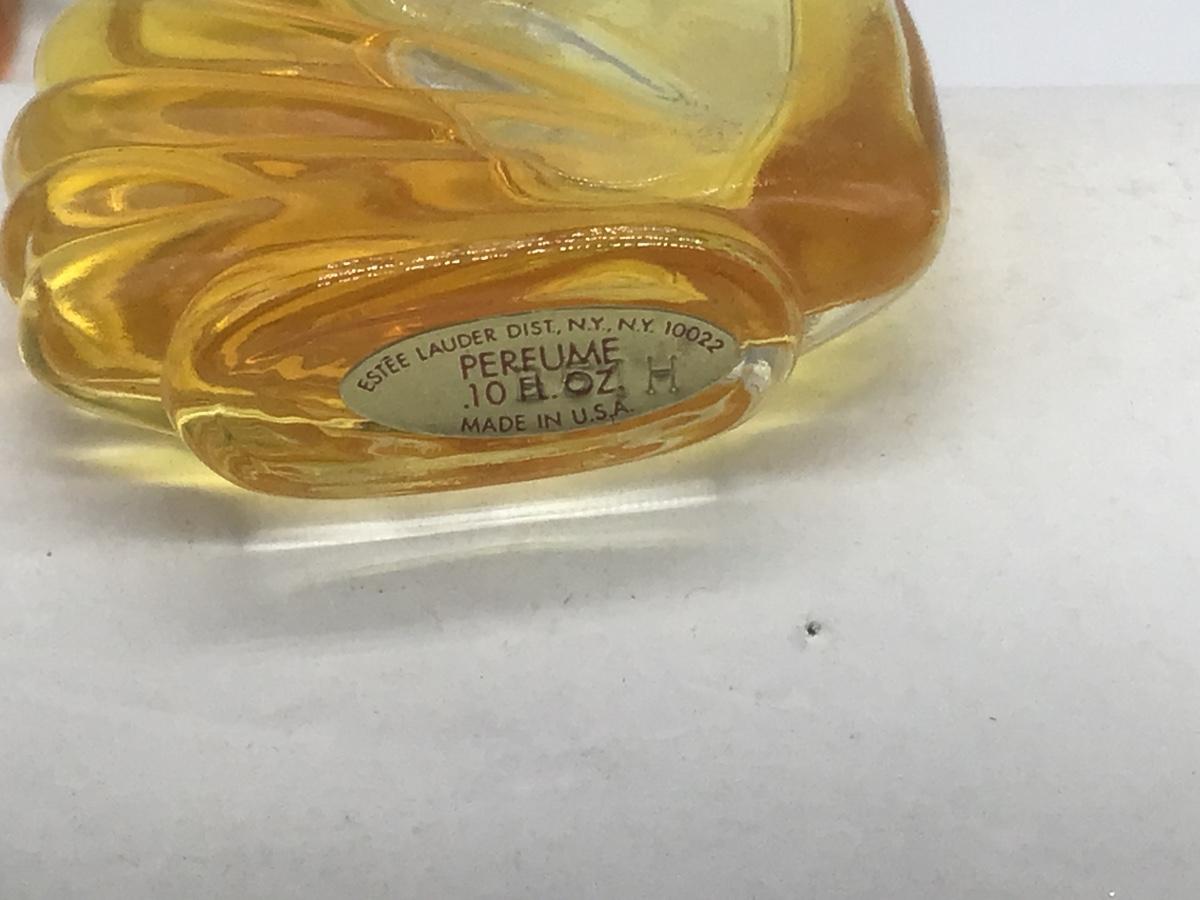 ESTĒE LAUDER DIST., N.Y., N.Y. 10022
PERFUME
.10 FL. OZ.
MADE IN U.S.A.